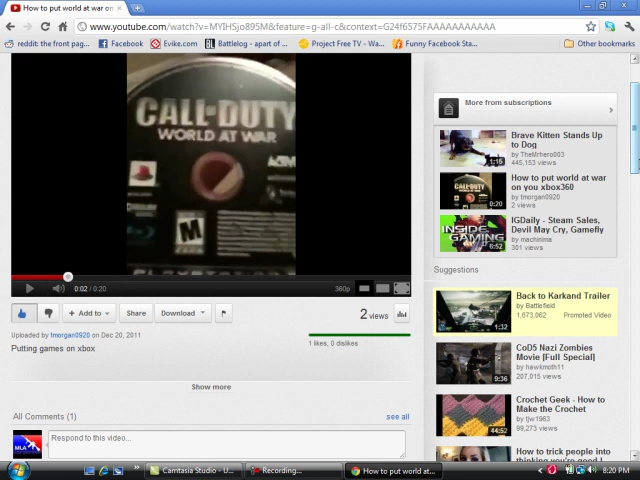 How to put world at war on
www.youtube.com/watch?v=MYIHSjo895M&feature=g-all-c&context=G24f6575FAAAAAAAAAAA
reddit: the front pag... Facebook Evike.com Battlelog - apart of ... Project Free TV - Wa... Funny Facebook Sta... Other bookmarks
CALL OF DUTY
WORLD AT WAR
M
0:02 / 0:20 360p
Add to Share Download 2 views
Uploaded by tmorgan0920 on Dec 20, 2011
1 likes, 0 dislikes
Putting games on xbox
Show more
All Comments (1) see all
MLA
Respond to this video...
More from subscriptions
1:15
Brave Kitten Stands Up
to Dog
by TheMrhero003
445,153 views
0:20
How to put world at war
on you xbox360
by tmorgan0920
2 views
INSIDE
GAMING
6:52
IGDaily - Steam Sales,
Devil May Cry, Gamefly
by machinima
301 views
Suggestions
1:32
Back to Karkand Trailer
by Battlefield
1,673,062 Promoted Video
9:36
CoD5 Nazi Zombies
Movie [Full Special]
by hawkmoth11
207,015 views
44:52
Crochet Geek - How to
Make the Crochet
by tjw1963
99,273 views
How to trick people into
Camtasia Studio - U... Recording... How to put world at... 8:20 PM